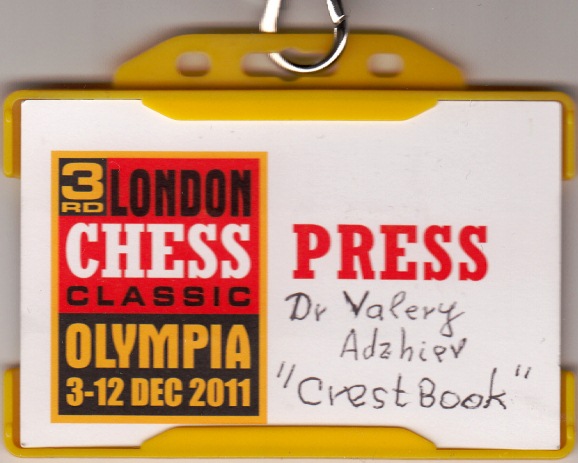 3RD LONDON
CHESS
CLASSIC
OLYMPIA
3-12 DEC 2011
PRESS
Dr Valery
Adzhiev
"CrestBook"